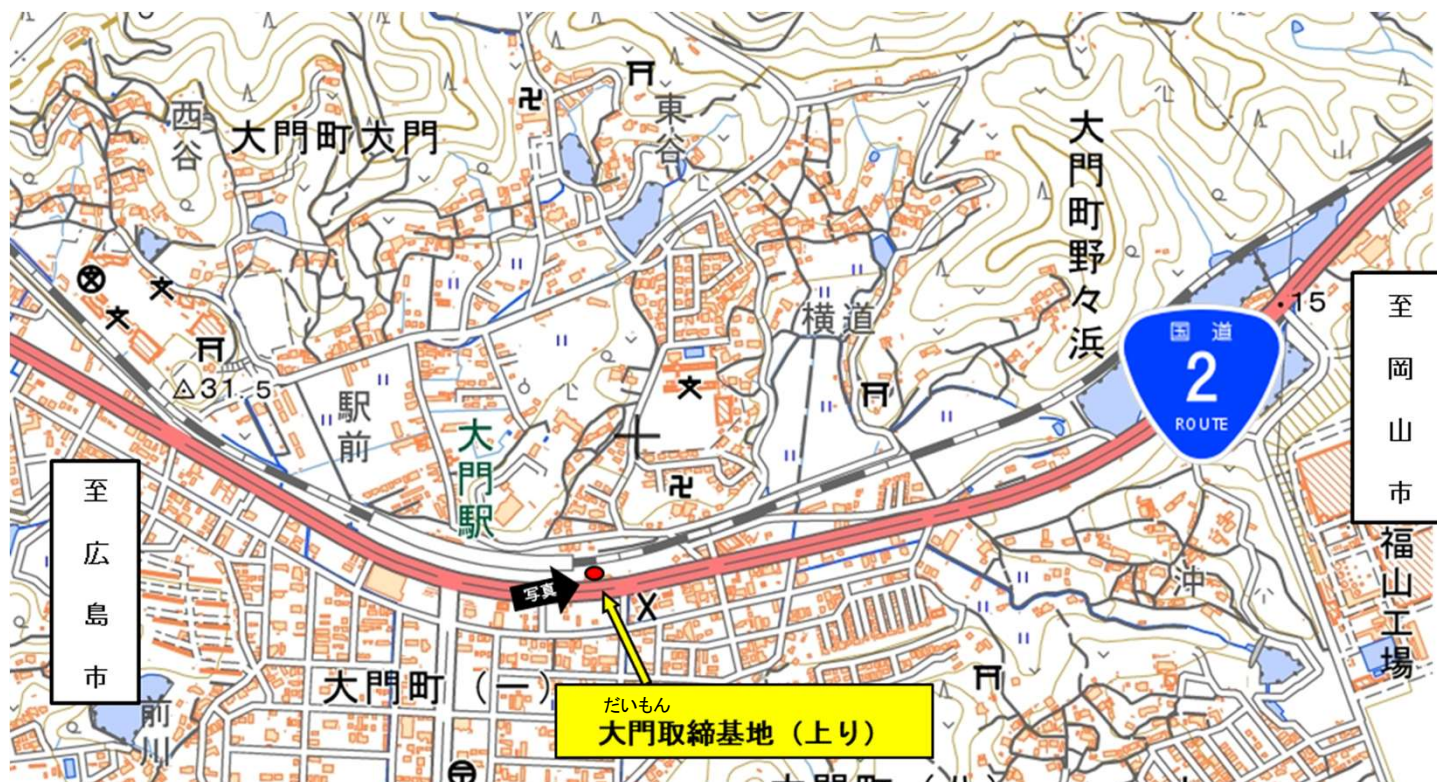 西谷
大門町大門
東谷
大門町野々浜
15
国道
2
ROUTE
至岡山市
横道
31.5
駅前
大門駅
至広島市
福山工場
沖
写真
大門町(一)
前川
だいもん
大門取締基地(上り)